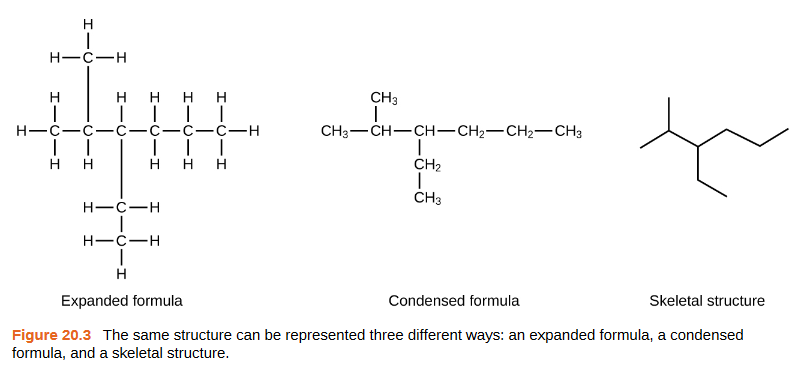 H
H—C—H
H H H H H
H—C—C—C—C—C—C—H
H H H H H
H—C—H
H—C—H
H
CH₃
CH₃—CH—CH—CH₂—CH₂—CH₃
CH₂
CH₃
Expanded formula
Condensed formula
Skeletal structure
Figure 20.3 The same structure can be represented three different ways: an expanded formula, a condensed
formula, and a skeletal structure.